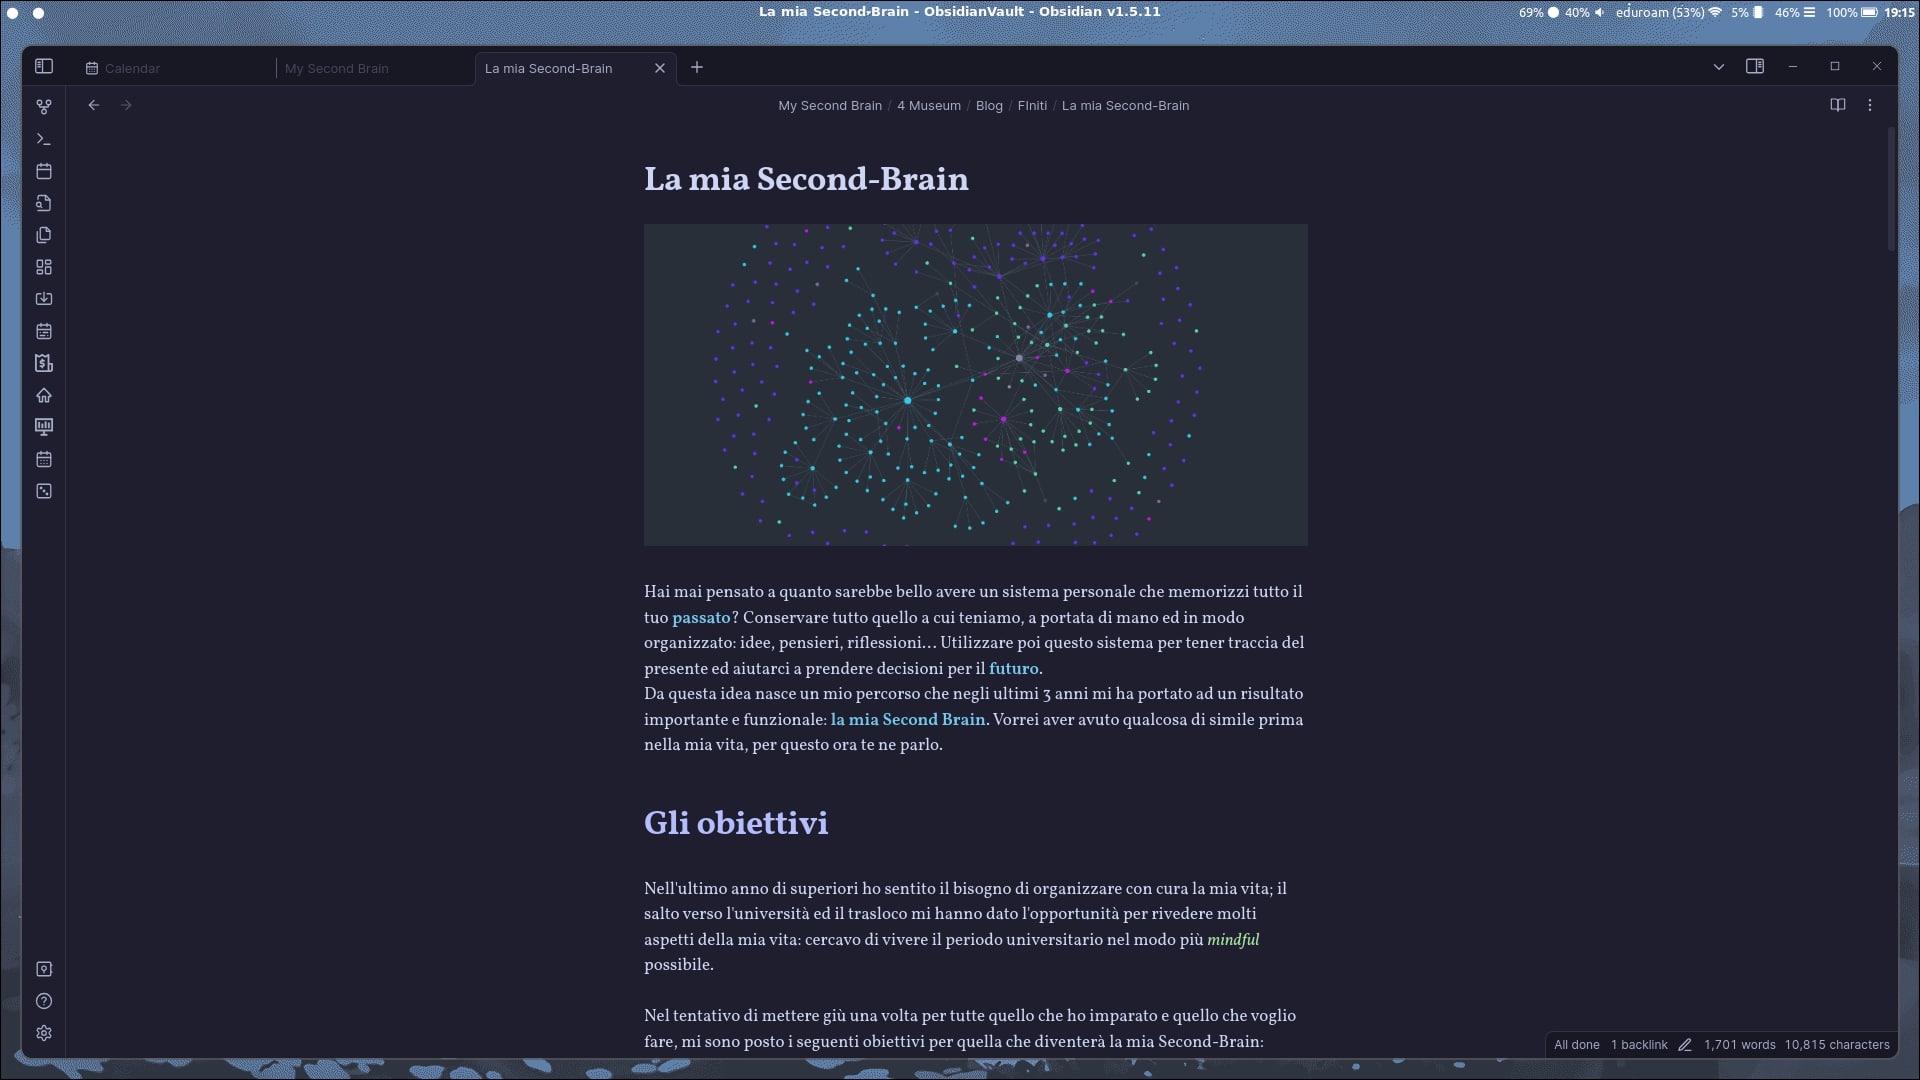 La mia Second-Brain - ObsidianVault - Obsidian v1.5.11
69% 40% eduroam (53%) 5% 46% 100% 19:15
Calendar
My Second Brain
La mia Second-Brain
My Second Brain / 4 Museum / Blog / FIniti / La mia Second-Brain
La mia Second-Brain
Hai mai pensato a quanto sarebbe bello avere un sistema personale che memorizzi tutto il
tuo passato? Conservare tutto quello a cui teniamo, a portata di mano ed in modo
organizzato: idee, pensieri, riflessioni… Utilizzare poi questo sistema per tener traccia del
presente ed aiutarci a prendere decisioni per il futuro.
Da questa idea nasce un mio percorso che negli ultimi 3 anni mi ha portato ad un risultato
importante e funzionale: la mia Second Brain. Vorrei aver avuto qualcosa di simile prima
nella mia vita, per questo ora te ne parlo.
Gli obiettivi
Nell'ultimo anno di superiori ho sentito il bisogno di organizzare con cura la mia vita; il
salto verso l'università ed il trasloco mi hanno dato l'opportunità per rivedere molti
aspetti della mia vita: cercavo di vivere il periodo universitario nel modo più mindful
possibile.
Nel tentativo di mettere giù una volta per tutte quello che ho imparato e quello che voglio
fare, mi sono posto i seguenti obiettivi per quella che diventerà la mia Second-Brain:
All done 1 backlink 1,701 words 10,815 characters